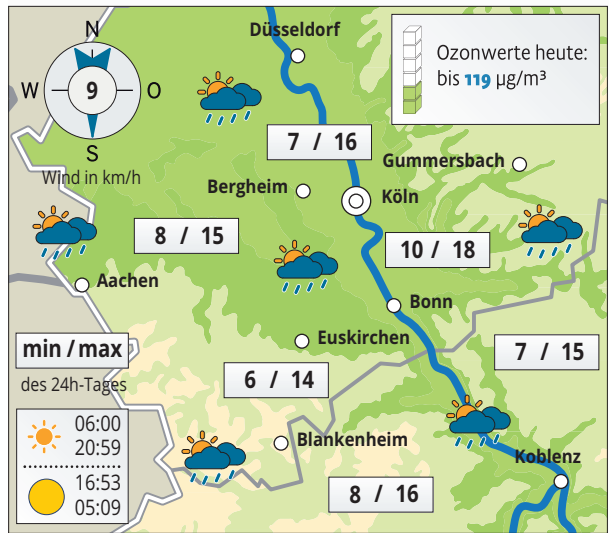 N
Düsseldorf
Ozonwerte heute:
bis 119 µg/m³
W 9 O
S
Wind in km/h
7 / 16
Gummersbach
Bergheim
Köln
8 / 15
10 / 18
Aachen
Bonn
Euskirchen
min / max
des 24h-Tages
7 / 15
6 / 14
06:00
20:59
16:53
05:09
Blankenheim
Koblenz
8 / 16